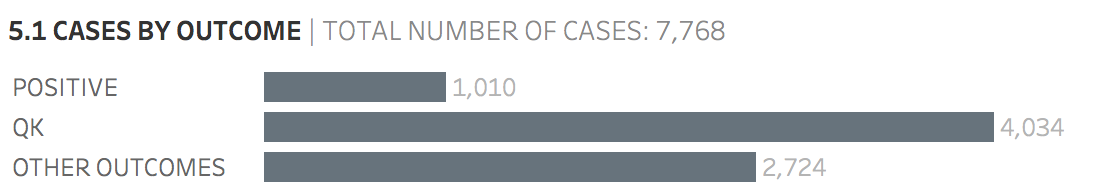 5.1 CASES BY OUTCOME | TOTAL NUMBER OF CASES: 7,768
POSITIVE 1,010
QK 4,034
OTHER OUTCOMES 2,724